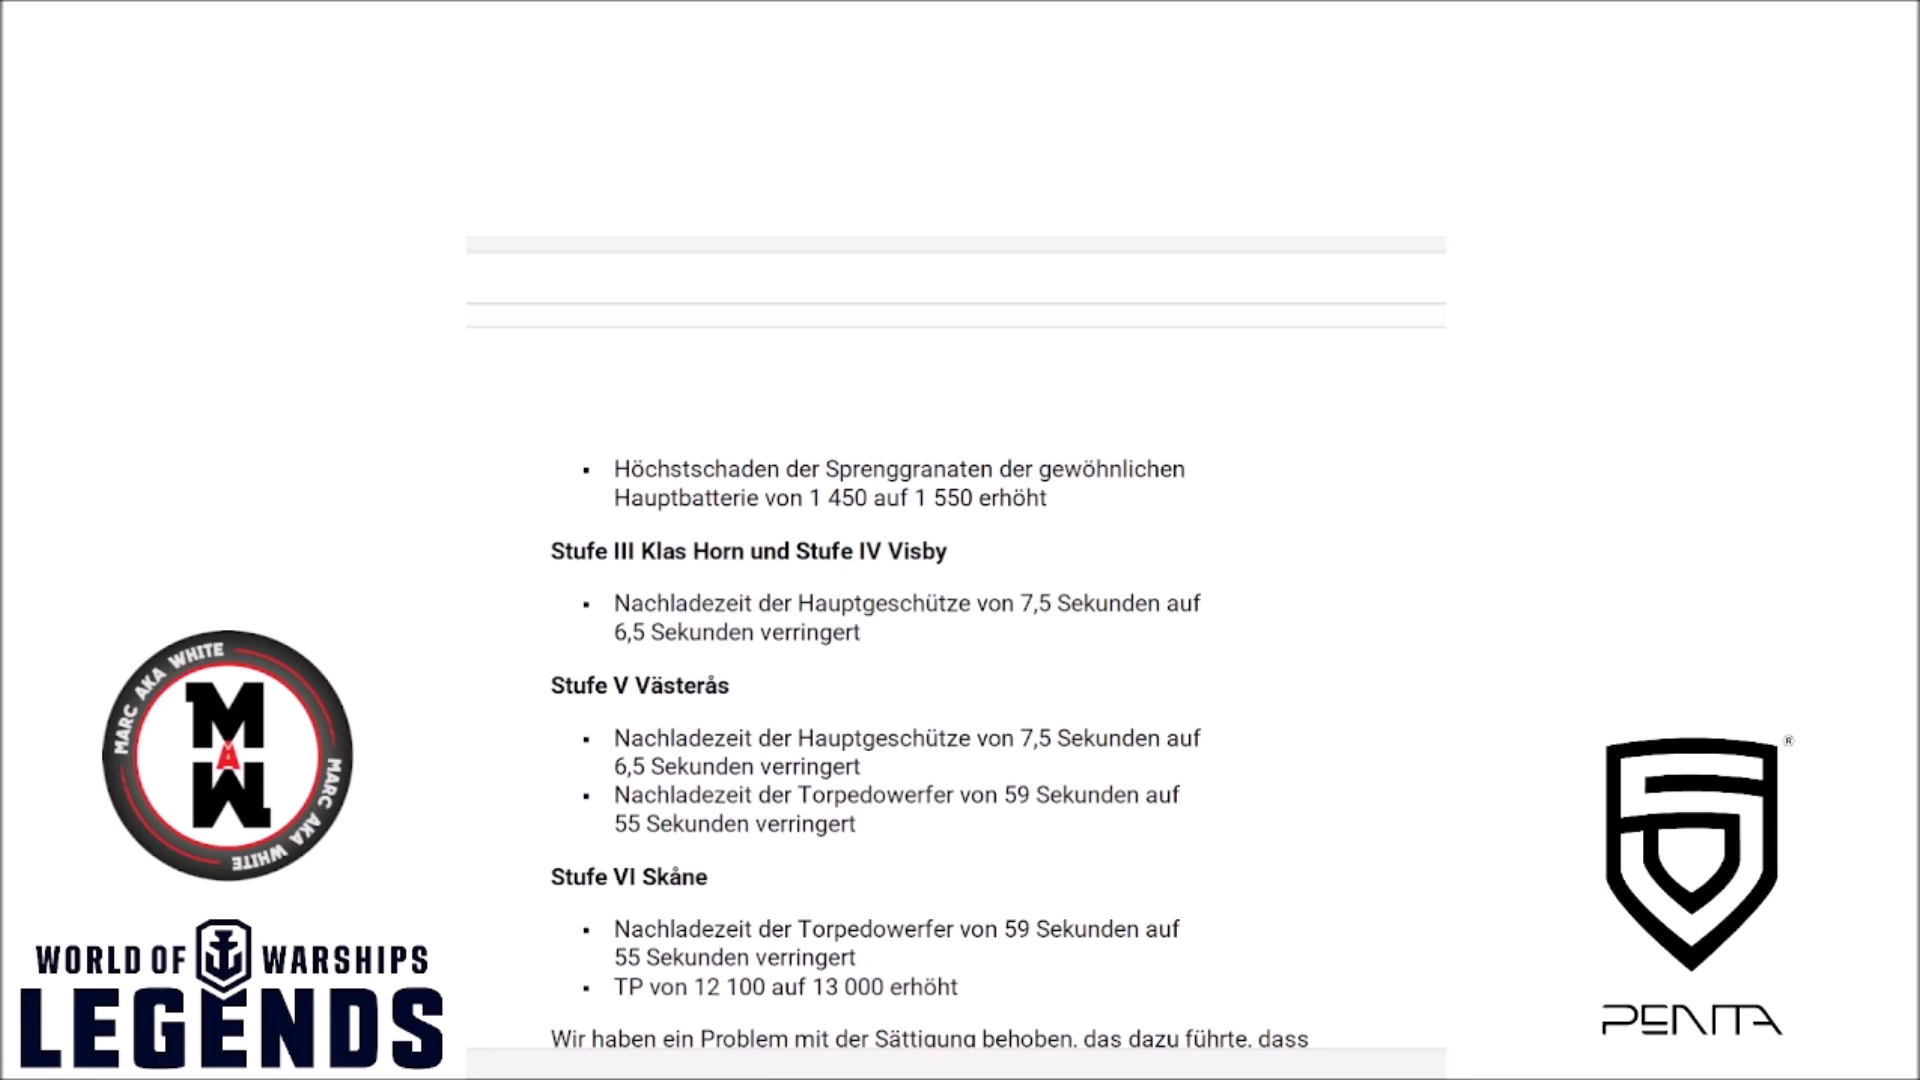 Höchstschaden der Sprenggranaten der gewöhnlichen
Hauptbatterie von 1 450 auf 1 550 erhöht
Stufe III Klas Horn und Stufe IV Visby
Nachladezeit der Hauptgeschütze von 7,5 Sekunden auf
6,5 Sekunden verringert
Stufe V Västerås
Nachladezeit der Hauptgeschütze von 7,5 Sekunden auf
6,5 Sekunden verringert
Nachladezeit der Torpedowerfer von 59 Sekunden auf
55 Sekunden verringert
Stufe VI Skåne
Nachladezeit der Torpedowerfer von 59 Sekunden auf
55 Sekunden verringert
TP von 12 100 auf 13 000 erhöht
Wir haben ein Problem mit der Sättigung behoben, das dazu führte, dass
MARC AKA WHITE
M
A
W
MARC AKA WHITE
WORLD OF WARSHIPS
LEGENDS
®
PENTA